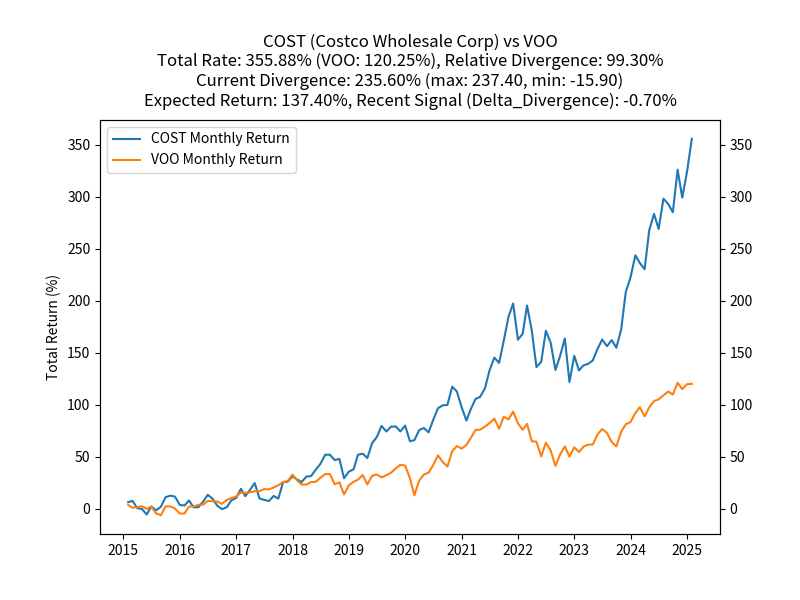 COST (Costco Wholesale Corp) vs VOO
Total Rate: 355.88% (VOO: 120.25%), Relative Divergence: 99.30%
Current Divergence: 235.60% (max: 237.40, min: -15.90)
Expected Return: 137.40%, Recent Signal (Delta_Divergence): -0.70%
COST Monthly Return
VOO Monthly Return
Total Return (%)
350 350
300 300
250 250
200 200
150 150
100 100
50 50
0 0
2015 2016 2017 2018 2019 2020 2021 2022 2023 2024 2025